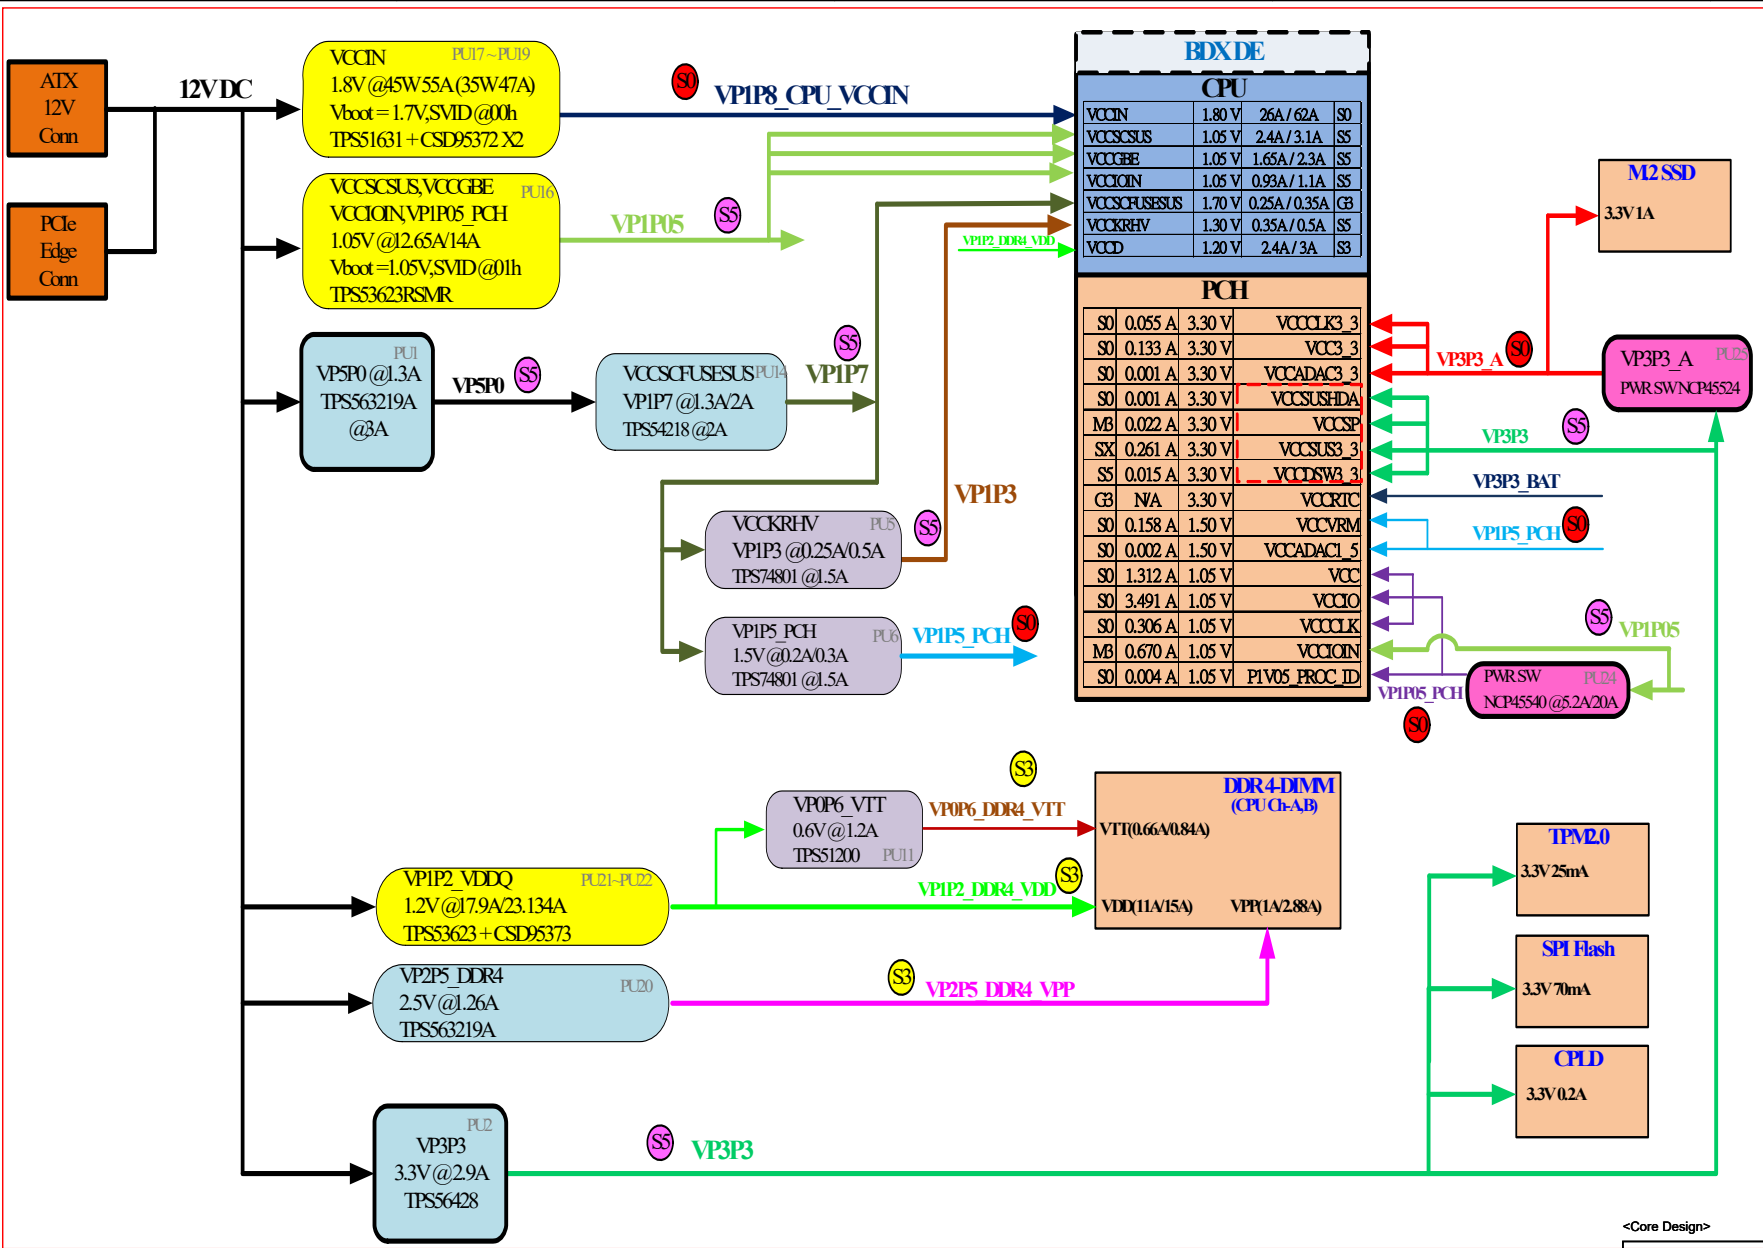 ATX
12V
Conn
PCIe
Edge
Conn
12V DC
VCCIN PU17~PU19
1.8V @45W 55A (35W47A)
Vboot = 1.7V,SVID @00h
TPS51631 + CSD95372 X2
VCCSCSUS,VCCGBE PU16
VCCIOIN,VP1P05_PCH
1.05V @12.65A/14A
Vboot =1.05V,SVID @01h
TPS53623RSMR
PU1
VP5P0 @1.3A
TPS563219A
@3A
VP5P0 S5
VCCSCFUSESUS PU14
VP1P7 @1.3A/2A
TPS54218 @2A
S5
VP1P7
S0 VP1P8_CPU_VCCIN
VP1P05 S5
VP1P2_DDR4_VDD
VCCKRHV PU5
VP1P3 @0.25A/0.5A
TPS74801 @1.5A
S5
VP1P3
VP1P5_PCH PU6
1.5V @0.2A/0.3A
TPS74801 @1.5A
VP1P5_PCH S0
BDX DE
CPU
VCCIN 1.80 V 26A / 62A S0
VCCSCSUS 1.05 V 2.4A / 3.1A S5
VCCGBE 1.05 V 1.65A / 2.3A S5
VCCIOIN 1.05 V 0.93A / 1.1A S5
VCCSCFUSESUS 1.70 V 0.25A / 0.35A G3
VCCKRHV 1.30 V 0.35A / 0.5A S5
VCCD 1.20 V 2.4A / 3A S3
PCH
S0 0.055 A 3.30 V VCCCLK3_3
S0 0.133 A 3.30 V VCC3_3
S0 0.001 A 3.30 V VCCADAC3_3
S0 0.001 A 3.30 V VCCSUSHDA
M3 0.022 A 3.30 V VCCSP
SX 0.261 A 3.30 V VCCSUS3_3
S5 0.015 A 3.30 V VCCDSW3_3
G3 N/A 3.30 V VCCRTC
S0 0.158 A 1.50 V VCCVRM
S0 0.002 A 1.50 V VCCADAC1_5
S0 1.312 A 1.05 V VCC
S0 3.491 A 1.05 V VCCIO
S0 0.306 A 1.05 V VCCCLK
M3 0.670 A 1.05 V VCCIOIN
S0 0.004 A 1.05 V P1V05_PROC_ID
M.2 SSD
3.3V 1A
VP3P3_A S0
VP3P3_A PU25
PWR SW NCP45524
VP3P3 S5
VP3P3_BAT
VP1P5_PCH S0
S5
VP1P05
PWR SW PU24
NCP45540 @5.2A/20A
VP1P05_PCH
S0
VP0P6_VTT
0.6V @1.2A
TPS51200 PU11
S3
VP0P6_DDR4_VTT
DDR4-DIMM
(CPU Ch-A,B)
VTT(0.66A/0.84A)
VDD(11A/15A) VPP(1A/2.88A)
VP1P2_VDDQ PU21~PU22
1.2V @17.9A/23.134A
TPS53623 + CSD95373
VP1P2_DDR4_VDD S3
VP2P5_DDR4 PU20
2.5V @1.26A
TPS563219A
S3
VP2P5_DDR4_VPP
PU2
VP3P3
3.3V @2.9A
TPS56428
S5 VP3P3
TPM2.0
3.3V 25mA
SPI Flash
3.3V 70mA
CPLD
3.3V 0.2A
<Core Design>